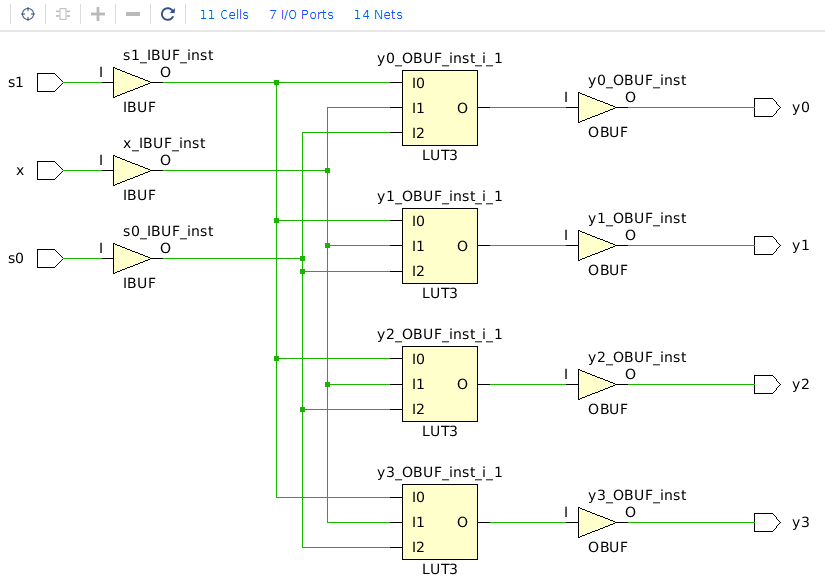 11 Cells 7 I/O Ports 14 Nets
s1_IBUF_inst
s1 I O
IBUF
x_IBUF_inst
x I O
IBUF
s0_IBUF_inst
s0 I O
IBUF
y0_OBUF_inst_i_1
I0
I1 O
I2
LUT3
y0_OBUF_inst
I O y0
OBUF
y1_OBUF_inst_i_1
I0
I1 O
I2
LUT3
y1_OBUF_inst
I O y1
OBUF
y2_OBUF_inst_i_1
I0
I1 O
I2
LUT3
y2_OBUF_inst
I O y2
OBUF
y3_OBUF_inst_i_1
I0
I1 O
I2
LUT3
y3_OBUF_inst
I O y3
OBUF